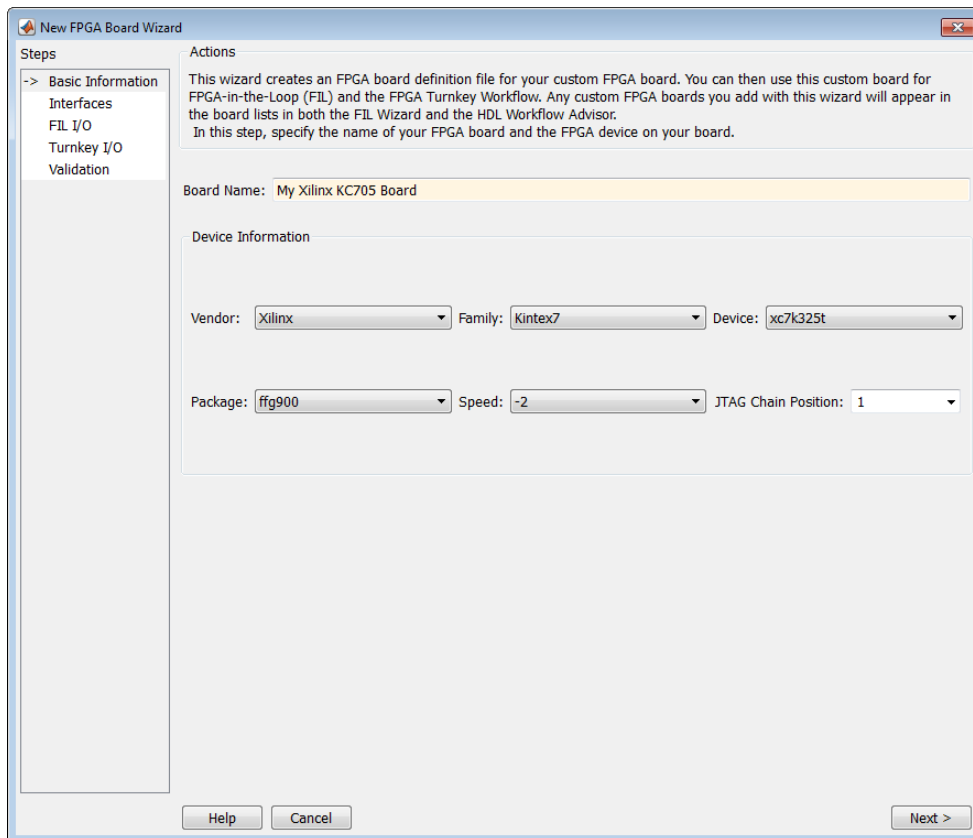 New FPGA Board Wizard
Steps
-> Basic Information
Interfaces
FIL I/O
Turnkey I/O
Validation
Actions
This wizard creates an FPGA board definition file for your custom FPGA board. You can then use this custom board for
FPGA-in-the-Loop (FIL) and the FPGA Turnkey Workflow. Any custom FPGA boards you add with this wizard will appear in
the board lists in both the FIL Wizard and the HDL Workflow Advisor.
In this step, specify the name of your FPGA board and the FPGA device on your board.
Board Name: My Xilinx KC705 Board
Device Information
Vendor: Xilinx Family: Kintex7 Device: xc7k325t
Package: ffg900 Speed: -2 JTAG Chain Position: 1
Help Cancel Next >